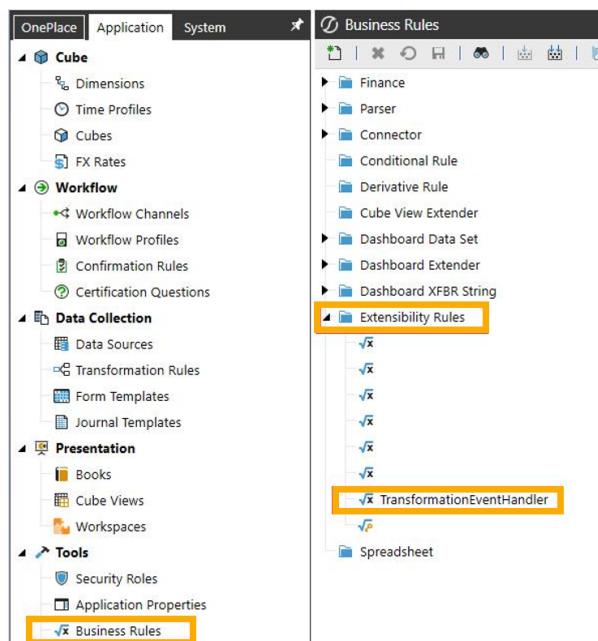 OnePlace Application System
Cube
Dimensions
Time Profiles
Cubes
FX Rates
Workflow
Workflow Channels
Workflow Profiles
Confirmation Rules
Certification Questions
Data Collection
Data Sources
Transformation Rules
Form Templates
Journal Templates
Presentation
Books
Cube Views
Workspaces
Tools
Security Roles
Application Properties
Business Rules
Business Rules
Finance
Parser
Connector
Conditional Rule
Derivative Rule
Cube View Extender
Dashboard Data Set
Dashboard Extender
Dashboard XFBR String
Extensibility Rules
TransformationEventHandler
Spreadsheet